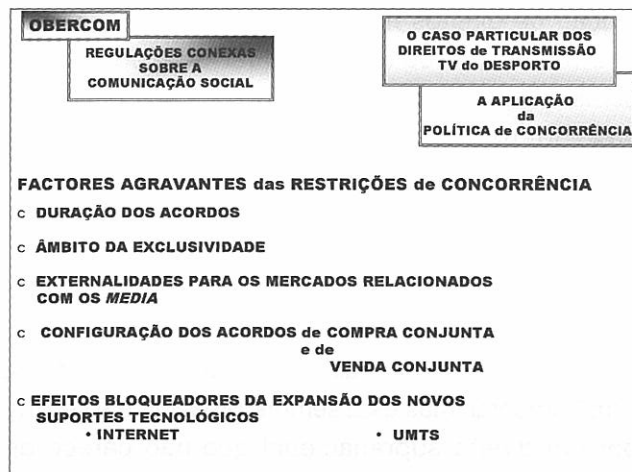 OBERCOM
REGULAÇÕES CONEXAS
SOBRE A
COMUNICAÇÃO SOCIAL
O CASO PARTICULAR DOS
DIREITOS de TRANSMISSÃO
TV do DESPORTO
A APLICAÇÃO
da
POLÍTICA de CONCORRÊNCIA
FACTORES AGRAVANTES das RESTRIÇÕES de CONCORRÊNCIA
c DURAÇÃO DOS ACORDOS
c ÂMBITO DA EXCLUSIVIDADE
c EXTERNALIDADES PARA OS MERCADOS RELACIONADOS
COM OS MEDIA
c CONFIGURAÇÃO DOS ACORDOS de COMPRA CONJUNTA
e de
VENDA CONJUNTA
c EFEITOS BLOQUEADORES DA EXPANSÃO DOS NOVOS
SUPORTES TECNOLÓGICOS
• INTERNET • UMTS